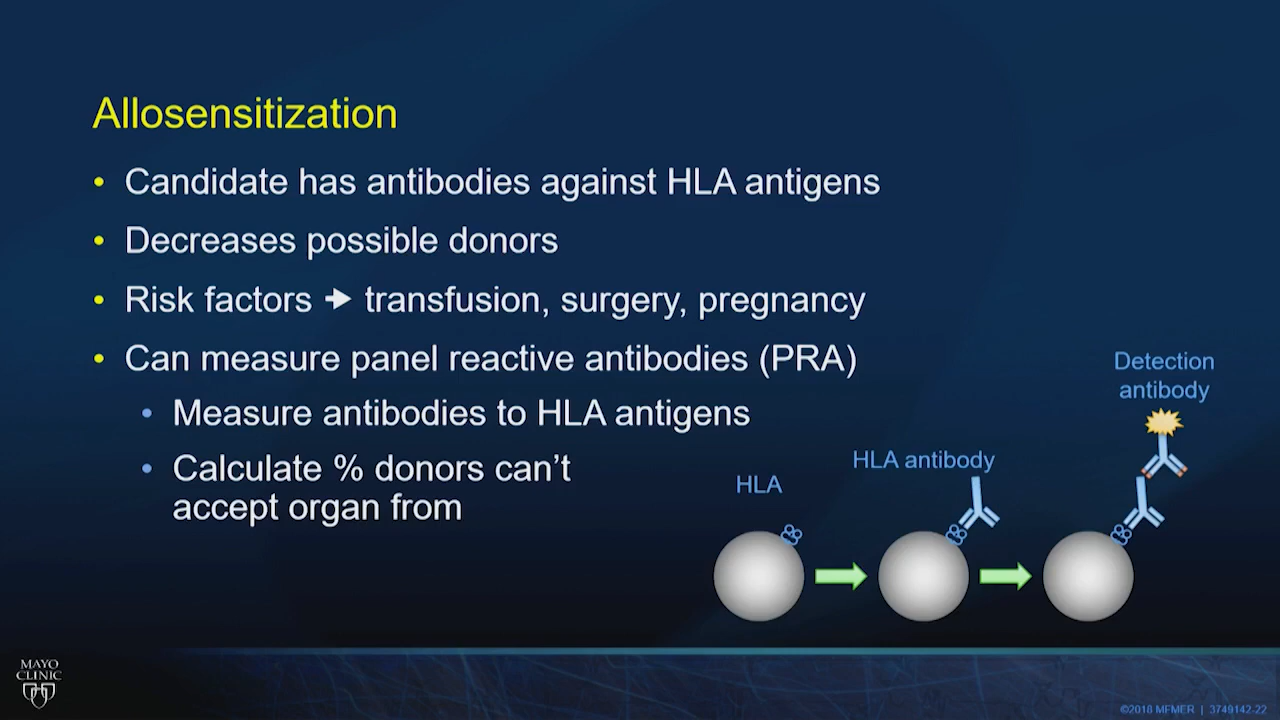 Allosensitization
• Candidate has antibodies against HLA antigens
• Decreases possible donors
• Risk factors → transfusion, surgery, pregnancy
• Can measure panel reactive antibodies (PRA)
• Measure antibodies to HLA antigens
• Calculate % donors can’t
accept organ from
HLA
HLA antibody
Detection
antibody
MAYO
CLINIC
©2018 MFMER | 3749142-22